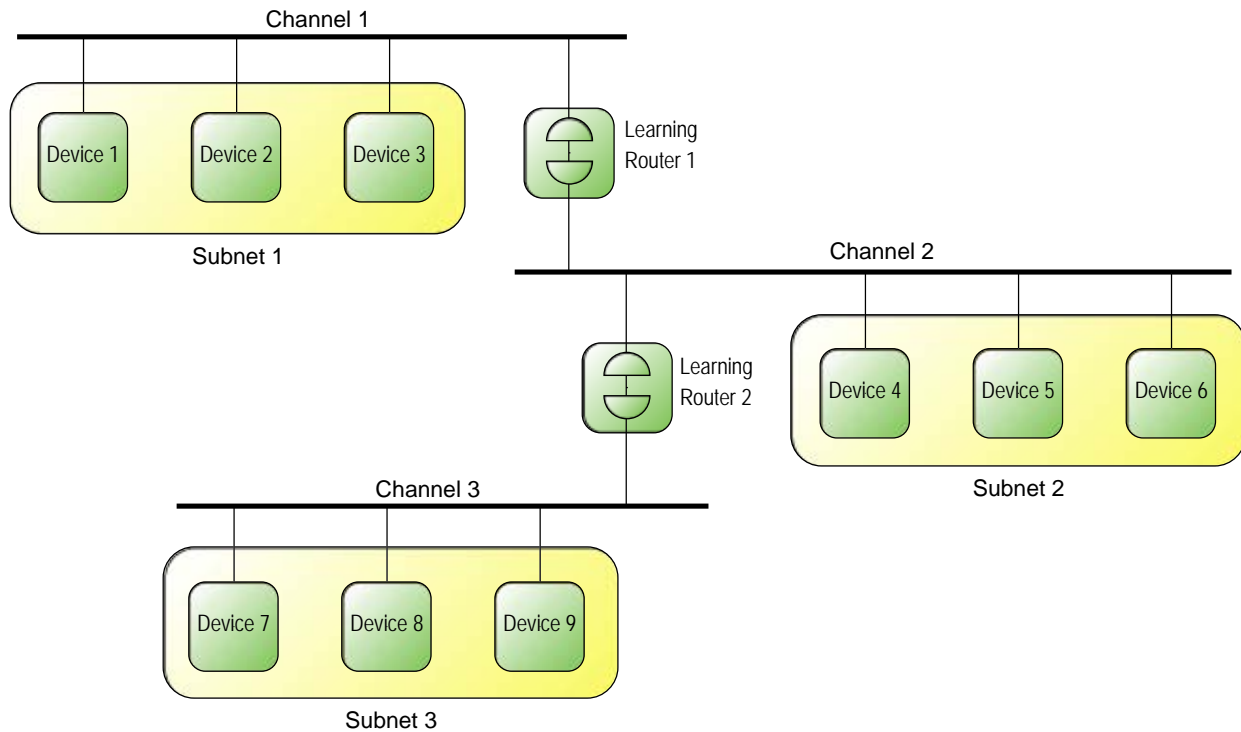 Channel 1
Device 1
Device 2
Device 3
Learning
Router 1
Subnet 1
Channel 2
Learning
Router 2
Device 4
Device 5
Device 6
Subnet 2
Channel 3
Device 7
Device 8
Device 9
Subnet 3